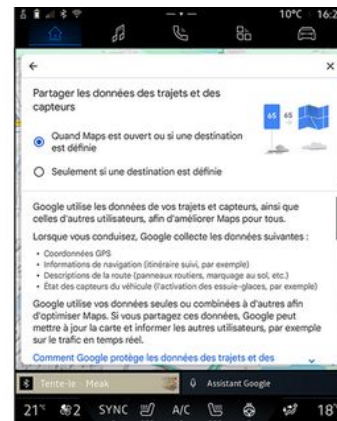 10°C 16:2
Partager les données des trajets et des
capteurs
65 65
Quand Maps est ouvert ou si une destination
est définie
Seulement si une destination est définie
Google utilise les données de vos trajets et capteurs, ainsi que
celles d'autres utilisateurs, afin d'améliorer Maps pour tous.
Lorsque vous conduisez, Google collecte les données suivantes :
• Coordonnées GPS
• Informations de navigation (itinéraire suivi, par exemple)
• Descriptions de la route (panneaux routiers, marquage au sol, etc.)
• État des capteurs du véhicule (l'activation des essuie-glaces, par exemple)
Google utilise vos données seules ou combinées à d'autres afin
d'optimiser Maps. Si vous partagez ces données, Google peut
mettre à jour la carte et informer les autres utilisateurs, par exemple
sur le trafic en temps réel.
Comment Google protège les données des trajets et des
Tente-le · Meak Assistant Google
21° 2 SYNC A/C 18°